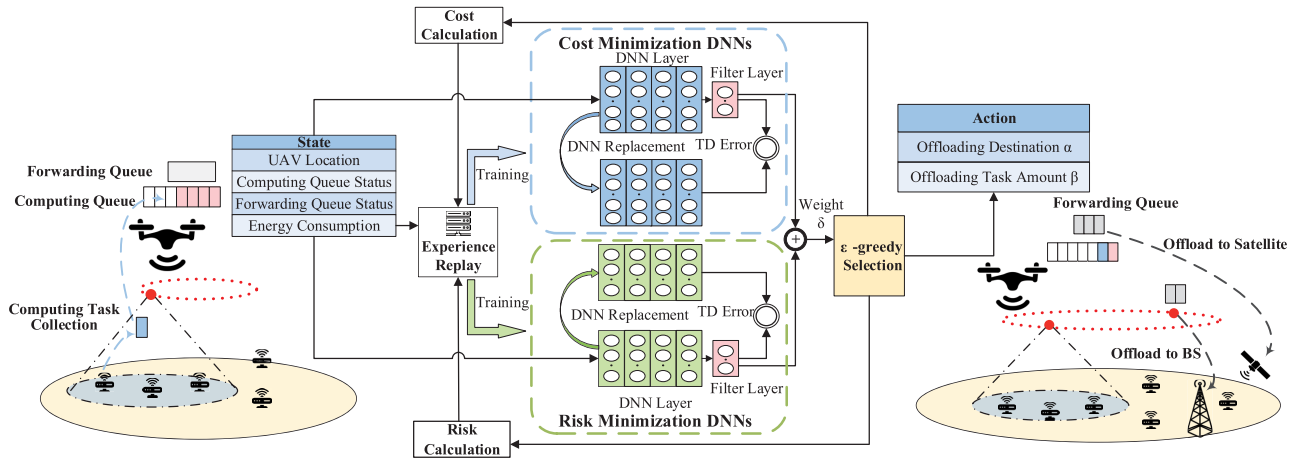 Cost
Calculation
Cost Minimization DNNs
DNN Layer
Filter Layer
DNN Replacement
TD Error
Training
State
UAV Location
Computing Queue Status
Forwarding Queue Status
Energy Consumption
Forwarding Queue
Computing Queue
Computing Task
Collection
Experience
Replay
Training
DNN Replacement
TD Error
Filter Layer
DNN Layer
Risk Minimization DNNs
Risk
Calculation
Weight
δ
+
ε -greedy
Selection
Action
Offloading Destination α
Offloading Task Amount β
Forwarding Queue
Offload to Satellite
Offload to BS